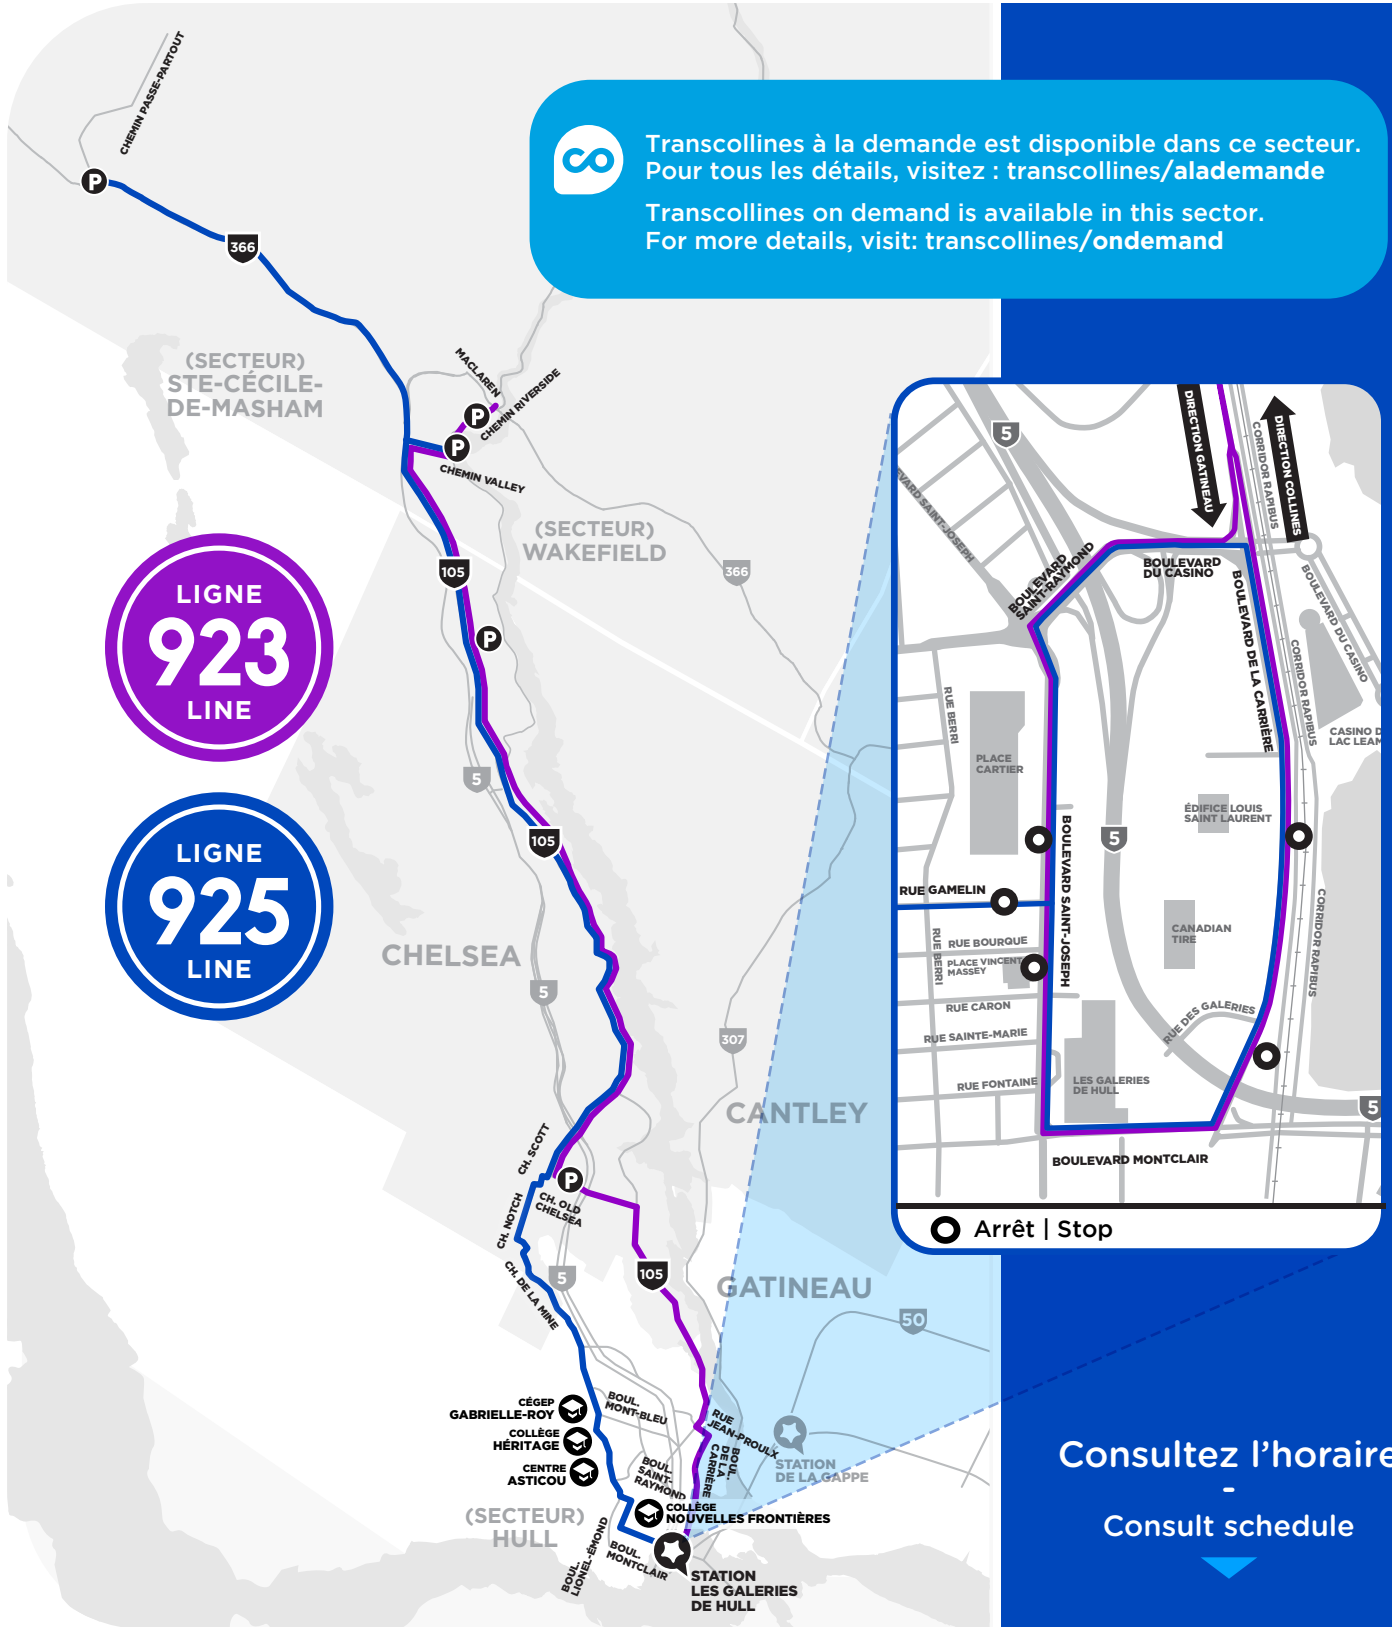 CHEMIN PASSE-PARTOUT
P
366
Transcollines à la demande est disponible dans ce secteur.
Pour tous les détails, visitez : transcollines/alademande
Transcollines on demand is available in this sector.
For more details, visit: transcollines/ondemand
(SECTEUR)
STE-CÉCILE-
DE-MASHAM
MACLAREN
CHEMIN RIVERSIDE
P
P
CHEMIN VALLEY
(SECTEUR)
WAKEFIELD
366
105
P
LIGNE
923
LINE
5
105
LIGNE
925
LINE
CHELSEA
5
307
CANTLEY
CH. SCOTT
P
CH. OLD
CHELSEA
CH. NOTCH
CH. DE LA MINE
5
105
GATINEAU
50
CÉGEP
GABRIELLE-ROY
COLLÈGE
HÉRITAGE
CENTRE
ASTICOU
BOUL.
MONT-BLEU
RUE
JEAN-PROULX
BOUL.
DE LA
CARRIÈRE
STATION
DE LA GAPPE
BOUL.
SAINT-
RAYMOND
COLLÈGE
NOUVELLES FRONTIÈRES
(SECTEUR)
HULL
BOUL.
LIONEL-ÉMOND
BOUL.
MONTCLAIR
STATION
LES GALERIES
DE HULL
DIRECTION GATINEAU
DIRECTION COLLINES
CORRIDOR RAPIBUS
5
EVARD SAINT-JOSEPH
BOULEVARD
SAINT-RAYMOND
BOULEVARD
DU CASINO
BOULEVARD DE LA CARRIÈRE
BOULEVARD DU CASINO
CORRIDOR RAPIBUS
RUE BERRI
PLACE
CARTIER
CASINO D
LAC LEAM
ÉDIFICE LOUIS
SAINT LAURENT
5
BOULEVARD SAINT-JOSEPH
RUE GAMELIN
RUE BERRI
RUE BOURQUE
PLACE VINCENT
MASSEY
CANADIAN
TIRE
CORRIDOR RAPIBUS
RUE CARON
RUE DES GALERIES
RUE SAINTE-MARIE
RUE FONTAINE
LES GALERIES
DE HULL
5
BOULEVARD MONTCLAIR
Arrêt | Stop
Consultez l’horaire
-
Consult schedule